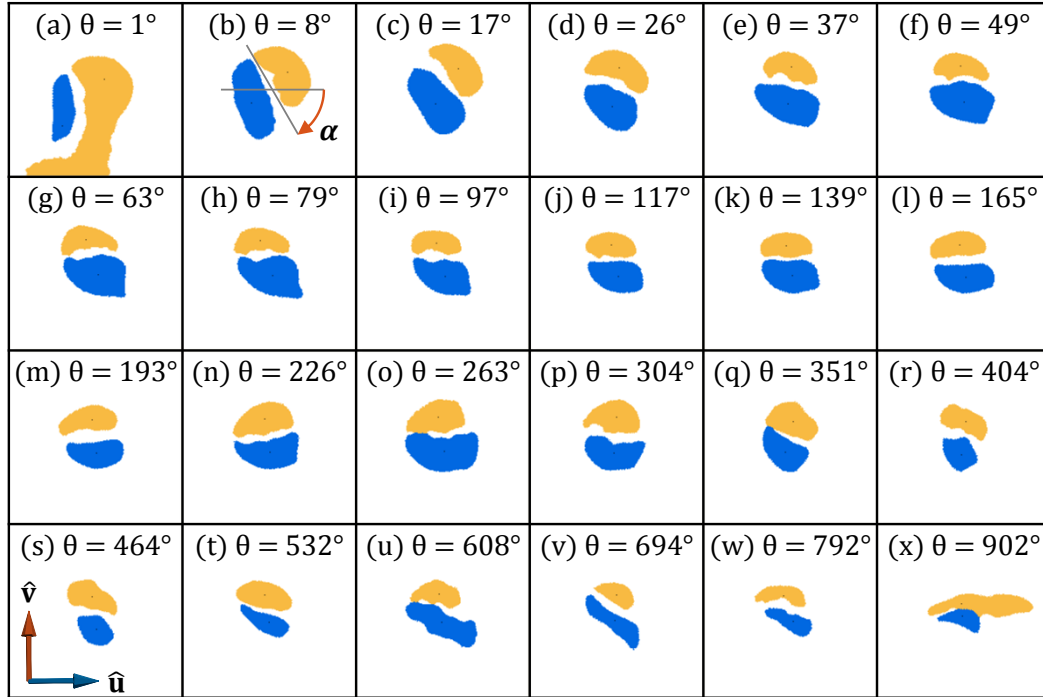 (a) θ = 1°
(b) θ = 8°
(c) θ = 17°
(d) θ = 26°
(e) θ = 37°
(f) θ = 49°
α
(g) θ = 63°
(h) θ = 79°
(i) θ = 97°
(j) θ = 117°
(k) θ = 139°
(l) θ = 165°
(m) θ = 193°
(n) θ = 226°
(o) θ = 263°
(p) θ = 304°
(q) θ = 351°
(r) θ = 404°
(s) θ = 464°
(t) θ = 532°
(u) θ = 608°
(v) θ = 694°
(w) θ = 792°
(x) θ = 902°
v̂
û